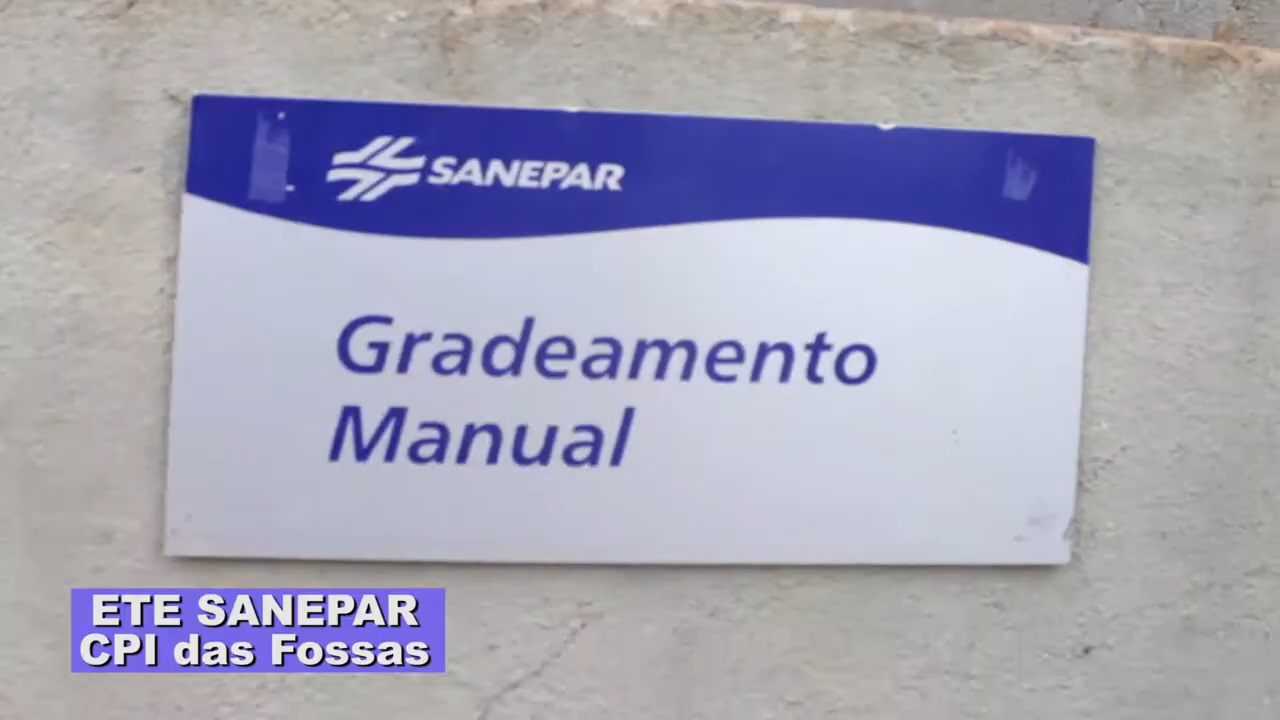 SANEPAR
Gradeamento
Manual
ETE SANEPAR
CPI das Fossas